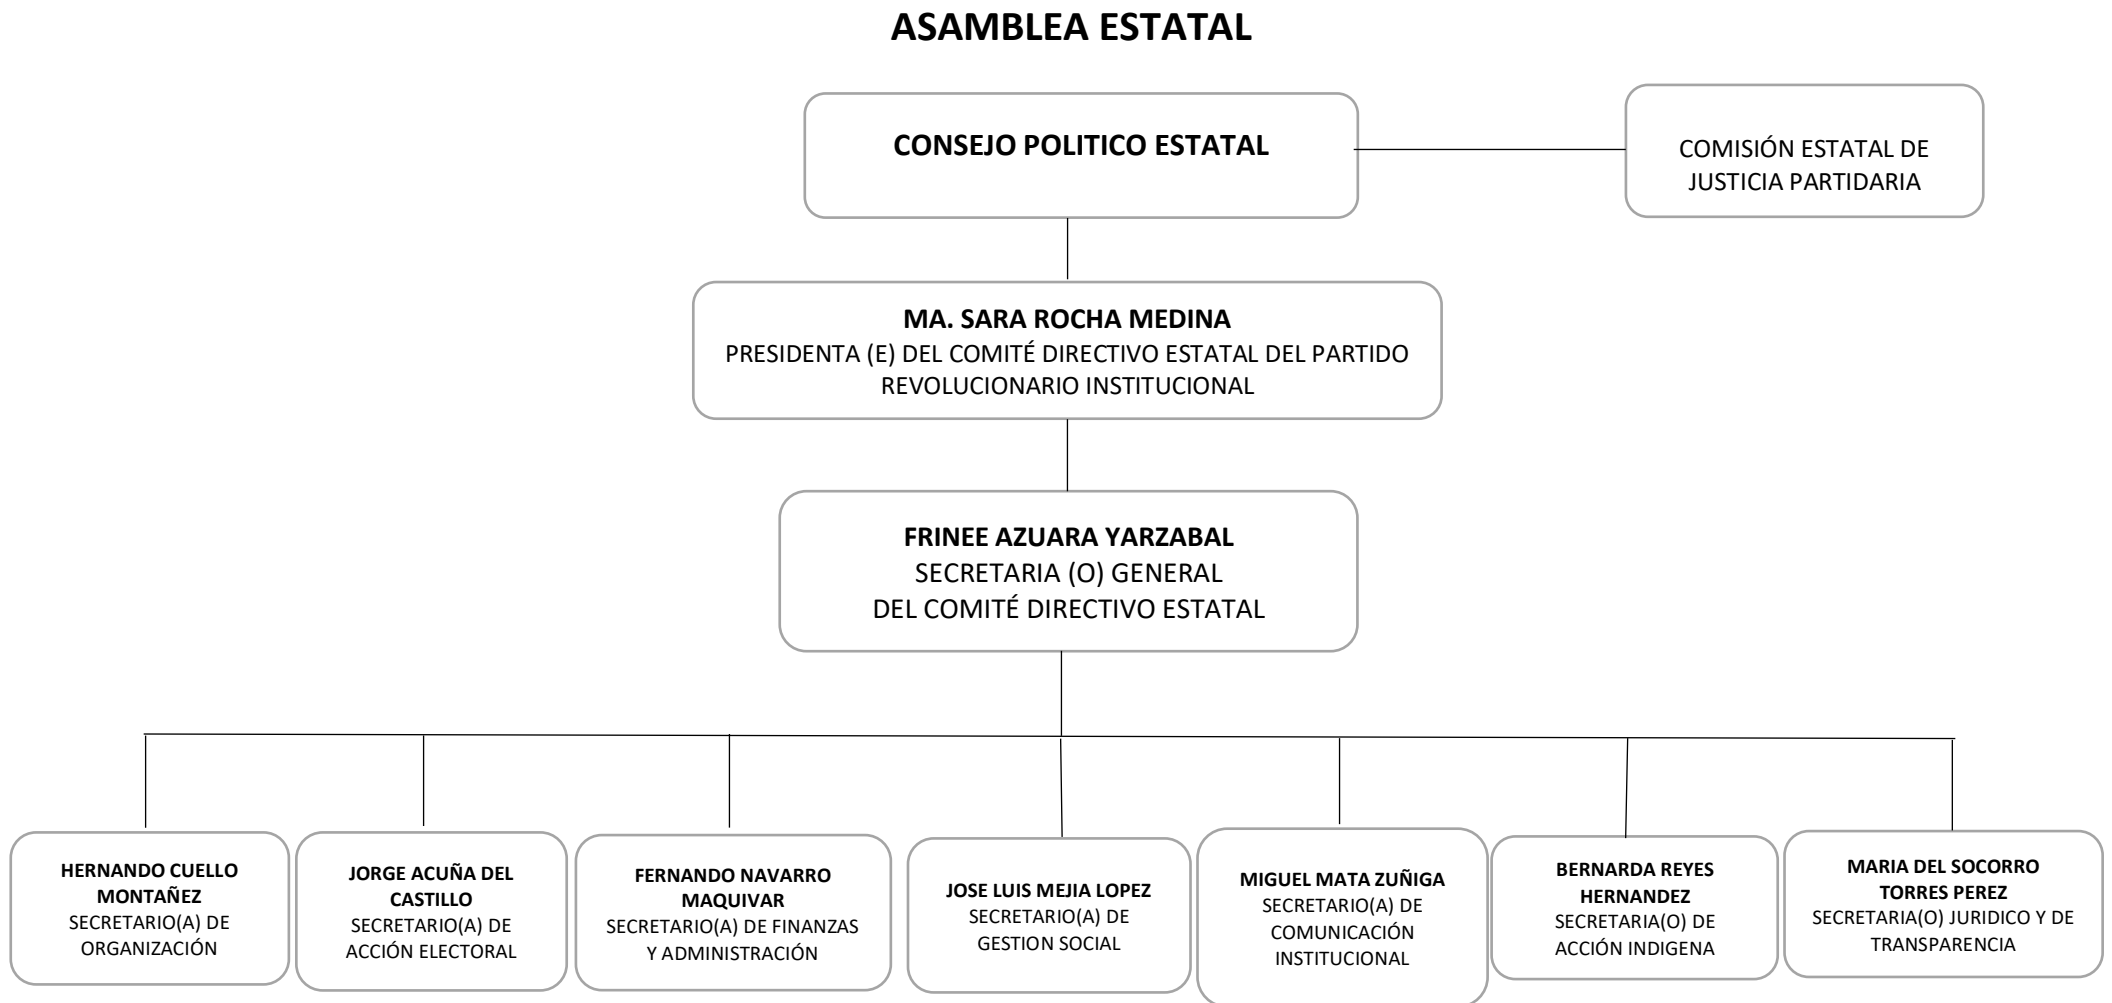 ASAMBLEA ESTATAL
CONSEJO POLITICO ESTATAL
COMISIÓN ESTATAL DE
JUSTICIA PARTIDARIA
MA. SARA ROCHA MEDINA
PRESIDENTA (E) DEL COMITÉ DIRECTIVO ESTATAL DEL PARTIDO
REVOLUCIONARIO INSTITUCIONAL
FRINEE AZUARA YARZABAL
SECRETARIA (O) GENERAL
DEL COMITÉ DIRECTIVO ESTATAL
HERNANDO CUELLO
MONTAÑEZ
SECRETARIO(A) DE
ORGANIZACIÓN
JORGE ACUÑA DEL
CASTILLO
SECRETARIO(A) DE
ACCIÓN ELECTORAL
FERNANDO NAVARRO
MAQUIVAR
SECRETARIO(A) DE FINANZAS
Y ADMINISTRACIÓN
JOSE LUIS MEJIA LOPEZ
SECRETARIO(A) DE
GESTION SOCIAL
MIGUEL MATA ZUÑIGA
SECRETARIO(A) DE
COMUNICACIÓN
INSTITUCIONAL
BERNARDA REYES
HERNANDEZ
SECRETARIA(O) DE
ACCIÓN INDIGENA
MARIA DEL SOCORRO
TORRES PEREZ
SECRETARIA(O) JURIDICO Y DE
TRANSPARENCIA